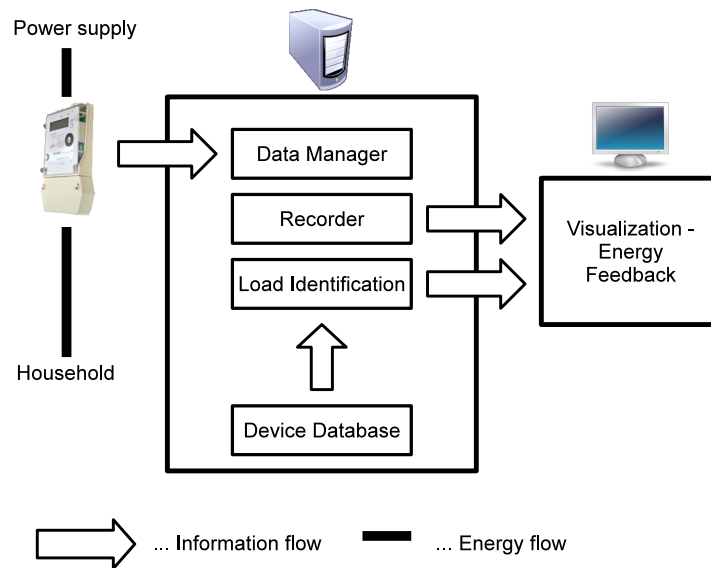 Power supply
Data Manager
Recorder
Load Identification
Visualization -
Energy
Feedback
Household
Device Database
... Information flow
... Energy flow